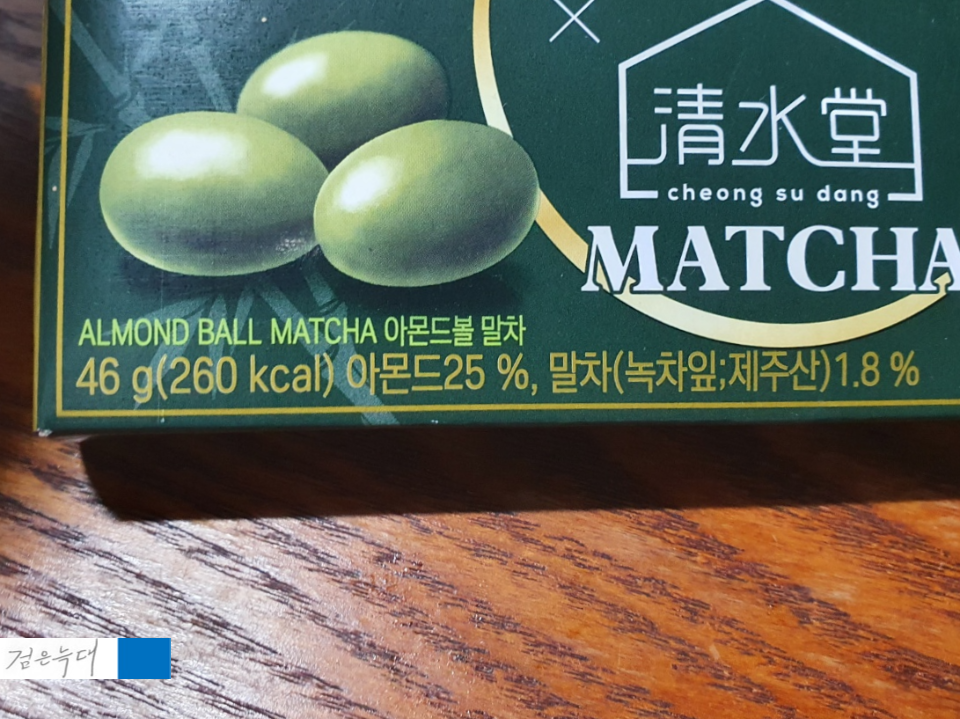 清水堂
cheong su dang
MATCHA
ALMOND BALL MATCHA 아몬드볼 말차
46 g(260 kcal) 아몬드25 %, 말차(녹차잎;제주산)1.8 %
검은늑대